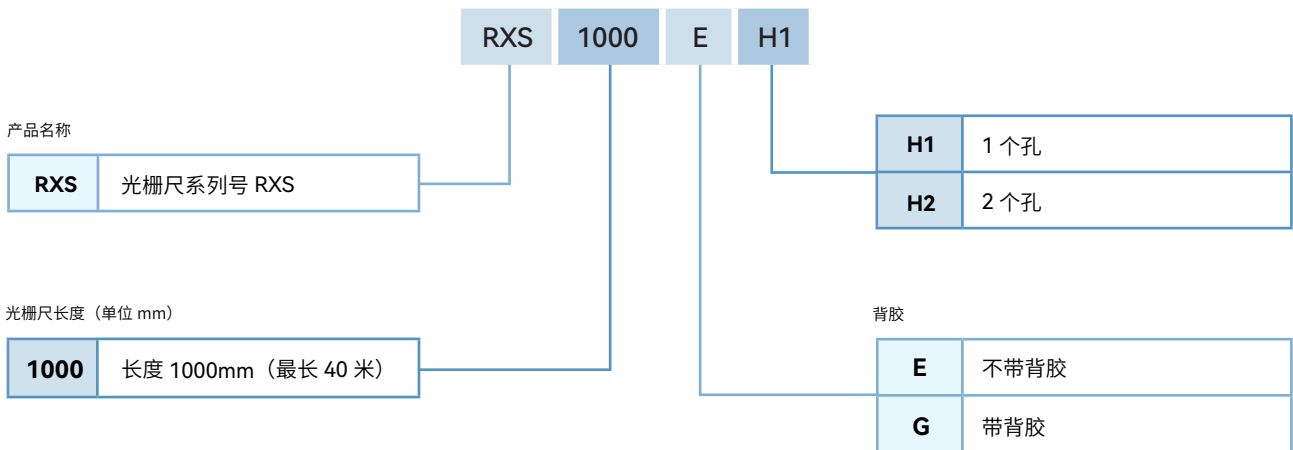 RXS 1000 E H1
产品名称
RXS 光栅尺系列号 RXS
H1 1 个孔
H2 2 个孔
光栅尺长度（单位 mm）
1000 长度 1000mm（最长 40 米）
背胶
E 不带背胶
G 带背胶